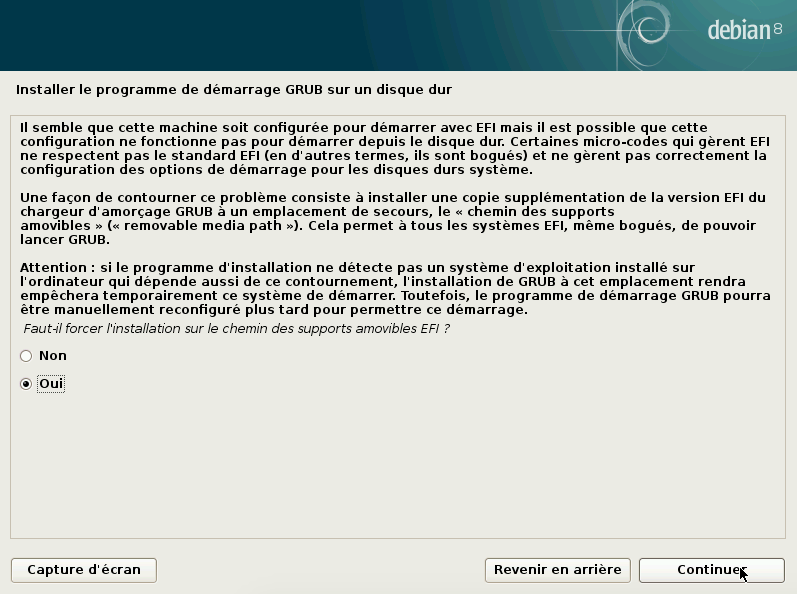 debian 8
Installer le programme de démarrage GRUB sur un disque dur
Il semble que cette machine soit configurée pour démarrer avec EFI mais il est possible que cette
configuration ne fonctionne pas pour démarrer depuis le disque dur. Certaines micro-codes qui gèrent EFI
ne respectent pas le standard EFI (en d'autres termes, ils sont bogués) et ne gèrent pas correctement la
configuration des options de démarrage pour les disques durs système.
Une façon de contourner ce problème consiste à installer une copie supplémentation de la version EFI du
chargeur d'amorçage GRUB à un emplacement de secours, le « chemin des supports
amovibles » (« removable media path »). Cela permet à tous les systèmes EFI, même bogués, de pouvoir
lancer GRUB.
Attention : si le programme d'installation ne détecte pas un système d'exploitation installé sur
l'ordinateur qui dépende aussi de ce contournement, l'installation de GRUB à cet emplacement rendra
empêchera temporairement ce système de démarrer. Toutefois, le programme de démarrage GRUB pourra
être manuellement reconfiguré plus tard pour permettre ce démarrage.
Faut-il forcer l'installation sur le chemin des supports amovibles EFI ?
Non
Oui
Capture d'écran
Revenir en arrière
Continuer